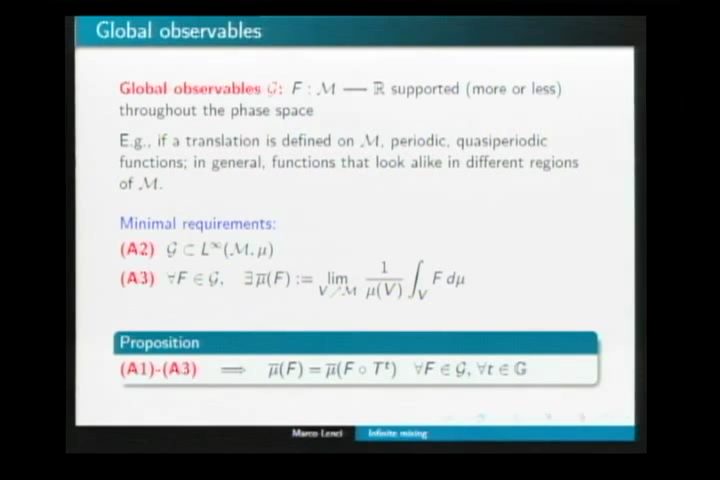 Global observables
Global observables 𝒢: F : ℳ ⟶ ℝ supported (more or less)
throughout the phase space
E.g., if a translation is defined on ℳ, periodic, quasiperiodic
functions; in general, functions that look alike in different regions
of ℳ.
Minimal requirements:
(A2) 𝒢 ⊂ L^∞(ℳ, μ)
(A3) ∀F ∈ 𝒢, ∃ μ̅(F) := lim_{V↗ℳ} 1/μ(V) ∫_V F dμ
Proposition
(A1)-(A3) ⟹ μ̅(F) = μ̅(F ∘ T^t) ∀F ∈ 𝒢, ∀t ∈ G
Marco Lenci Infinite mixing